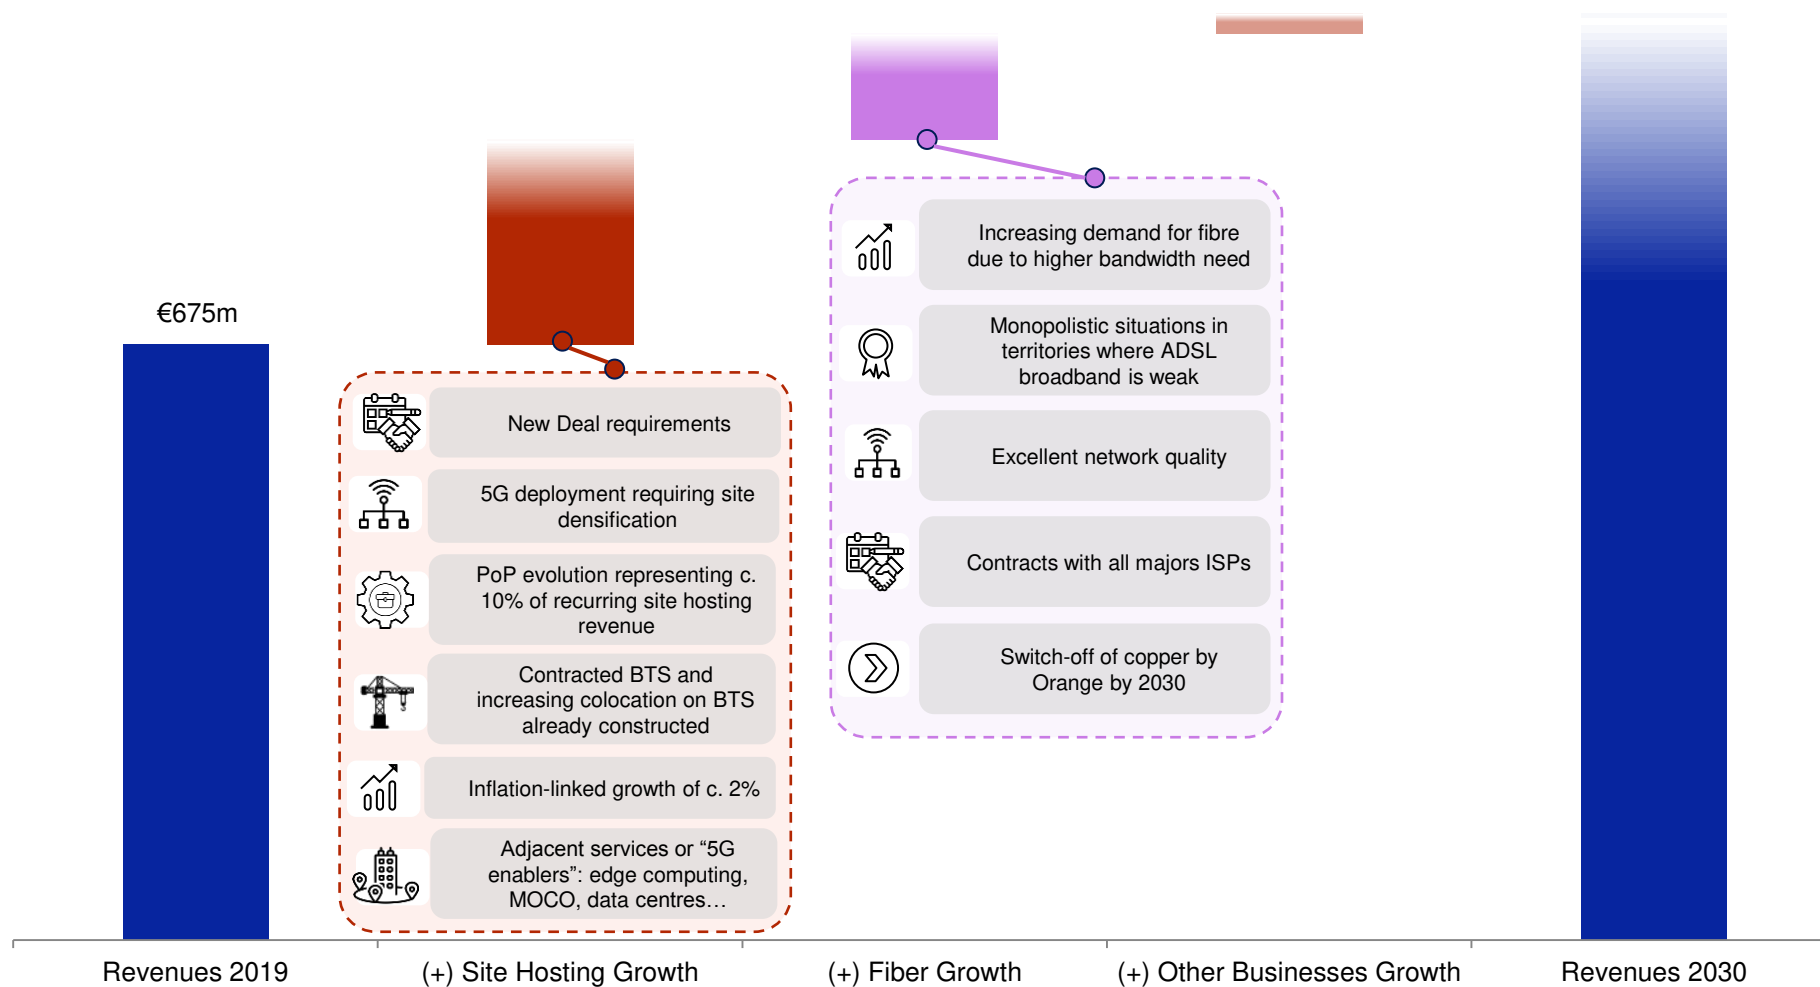 €675m
New Deal requirements
5G deployment requiring site
densification
PoP evolution representing c.
10% of recurring site hosting
revenue
Contracted BTS and
increasing colocation on BTS
already constructed
Inflation-linked growth of c. 2%
Adjacent services or “5G
enablers”: edge computing,
MOCO, data centres…
Increasing demand for fibre
due to higher bandwidth need
Monopolistic situations in
territories where ADSL
broadband is weak
Excellent network quality
Contracts with all majors ISPs
Switch-off of copper by
Orange by 2030
Revenues 2019
(+) Site Hosting Growth
(+) Fiber Growth
(+) Other Businesses Growth
Revenues 2030